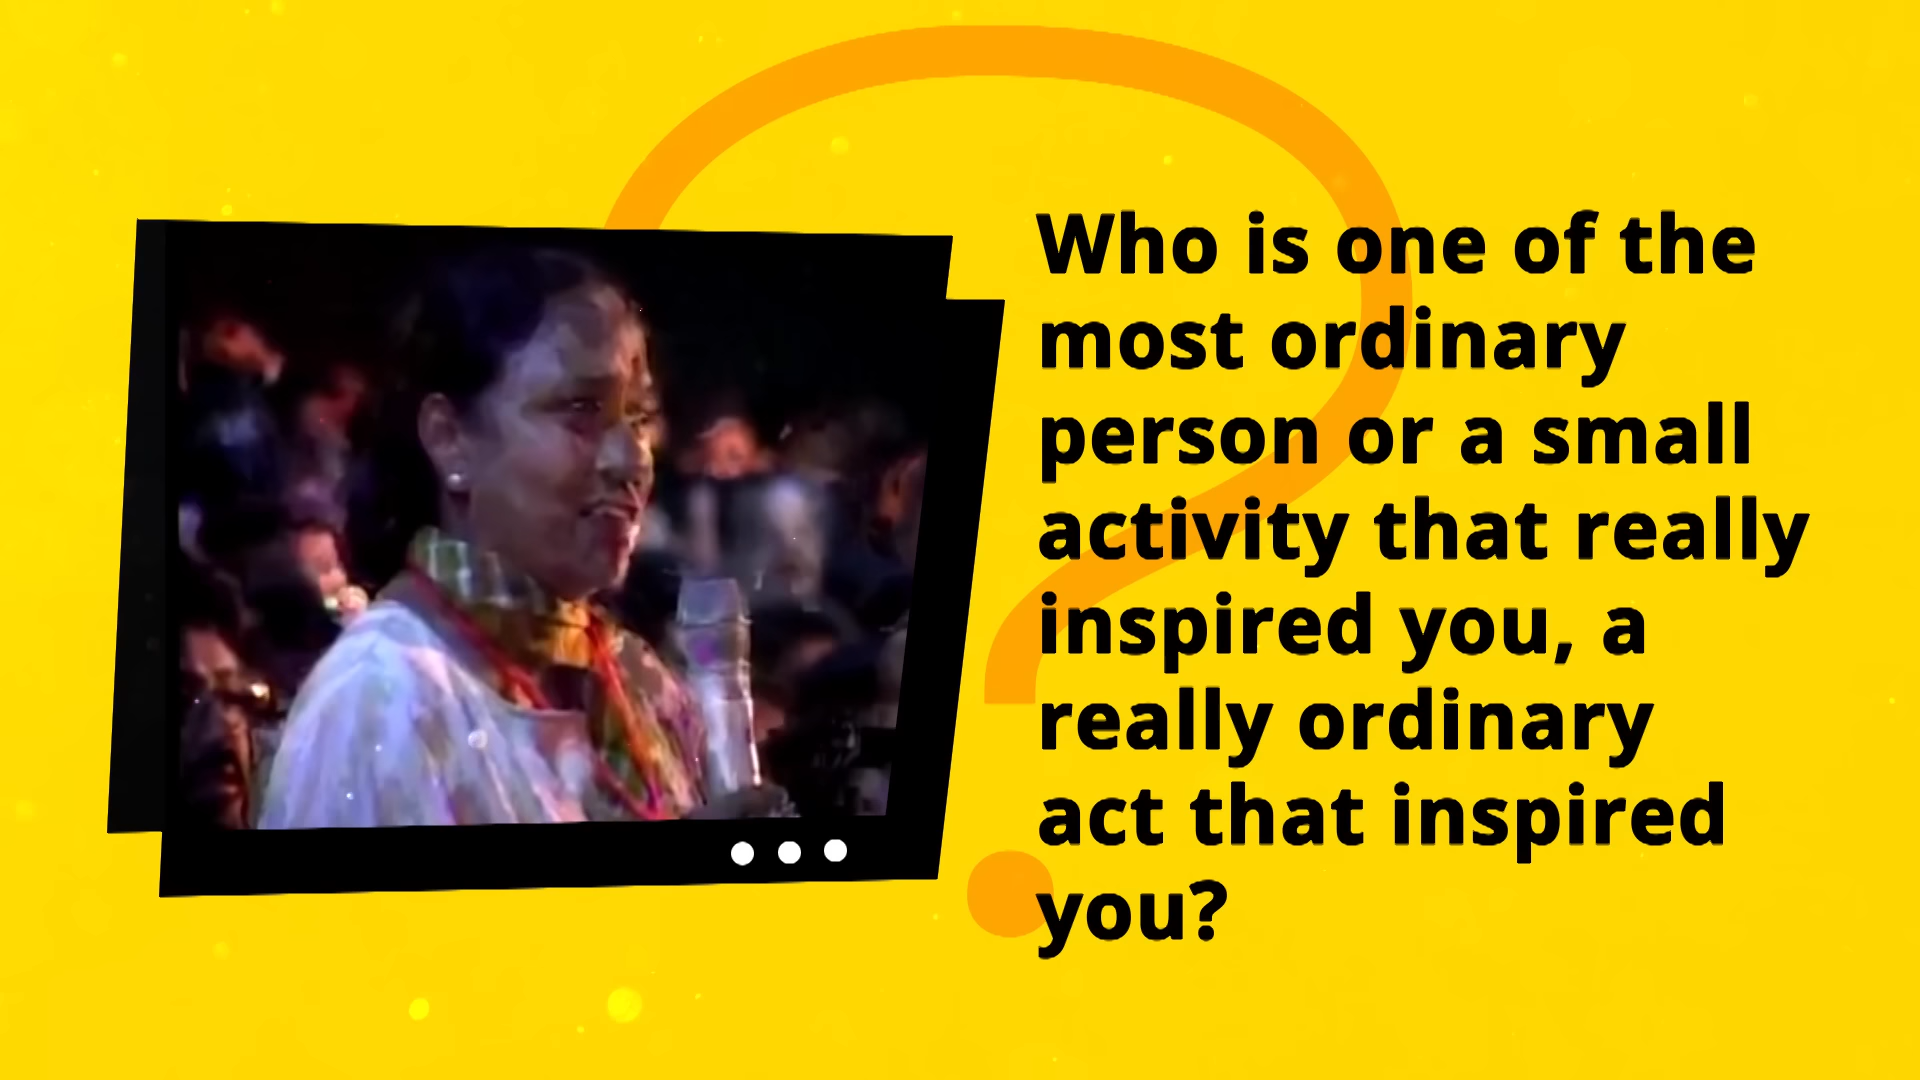 Who is one of the
most ordinary
person or a small
activity that really
inspired you, a
really ordinary
act that inspired
you?